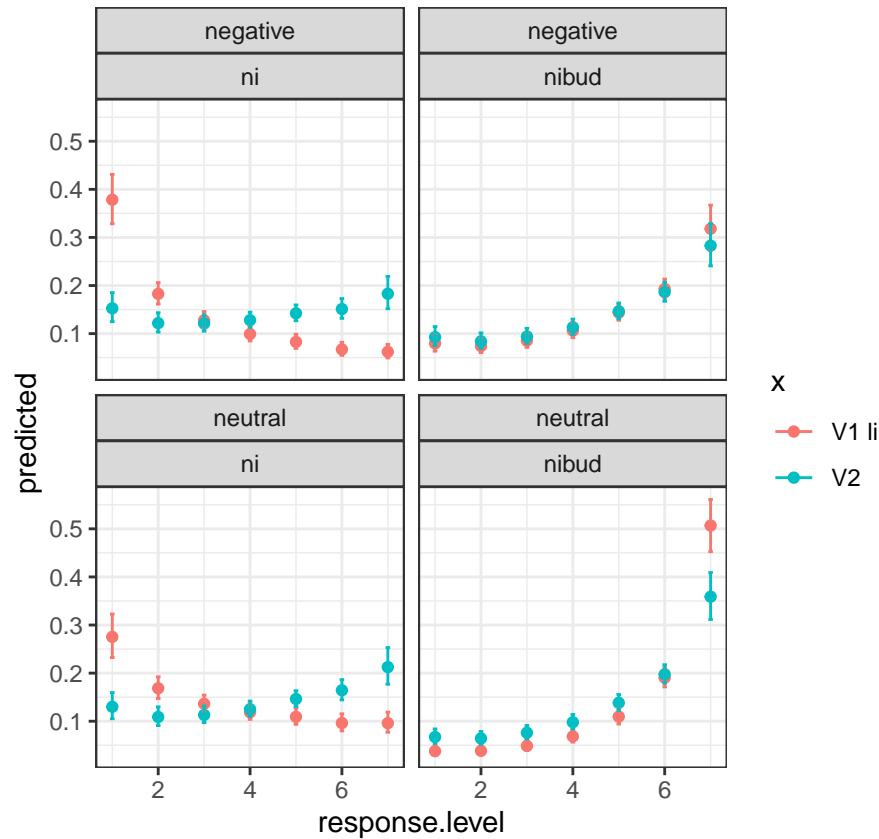 negative
negative
ni
nibud
0.5
0.4
0.3
0.2
0.1
neutral
neutral
ni
nibud
0.5
0.4
0.3
0.2
0.1
2
4
6
2
4
6
response.level
predicted
x
V1 li
V2